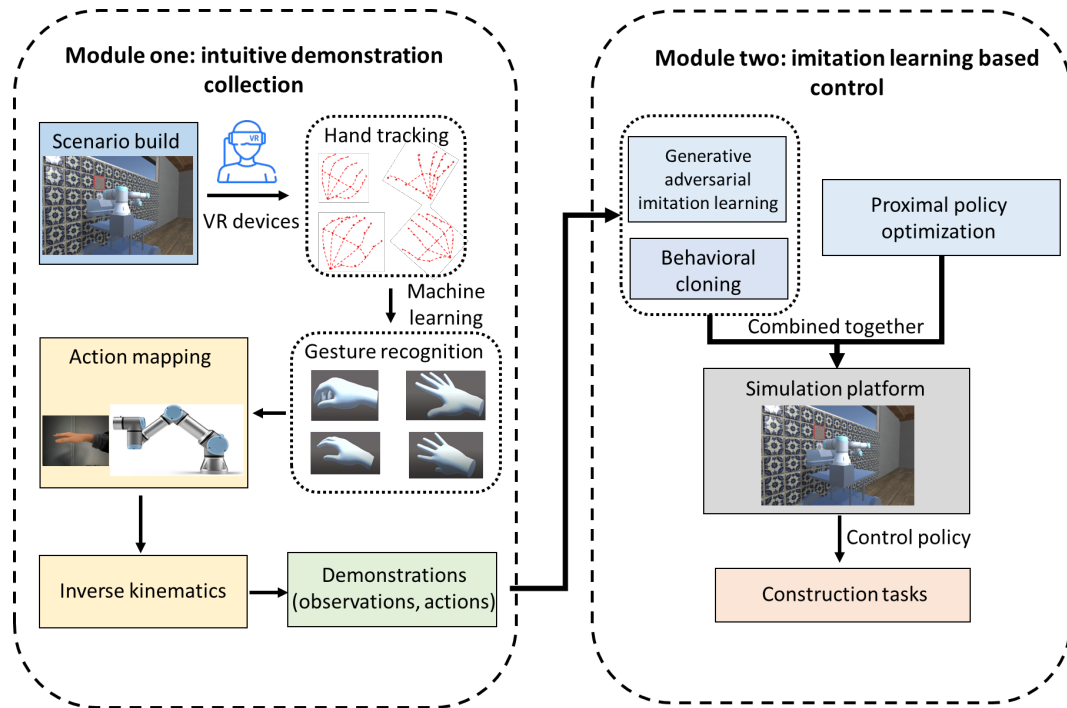 Module one: intuitive demonstration
collection
Scenario build
VR
VR devices
Hand tracking
Machine
learning
Gesture recognition
Action mapping
Inverse kinematics
Demonstrations
(observations, actions)
Module two: imitation learning based
control
Generative
adversarial
imitation learning
Behavioral
cloning
Proximal policy
optimization
Combined together
Simulation platform
Control policy
Construction tasks